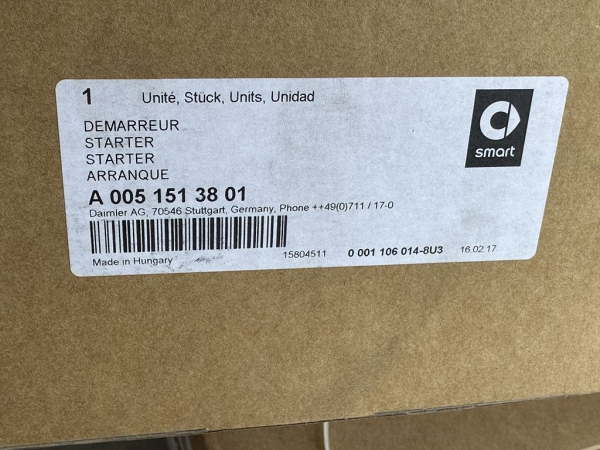 1 Unité, Stück, Units, Unidad
DEMARREUR
STARTER
STARTER
ARRANQUE
A 005 151 38 01
Daimler AG, 70546 Stuttgart, Germany, Phone ++49(0)711 / 17-0
Made in Hungary 15804511 0 001 106 014-8U3 16.02.17
smart